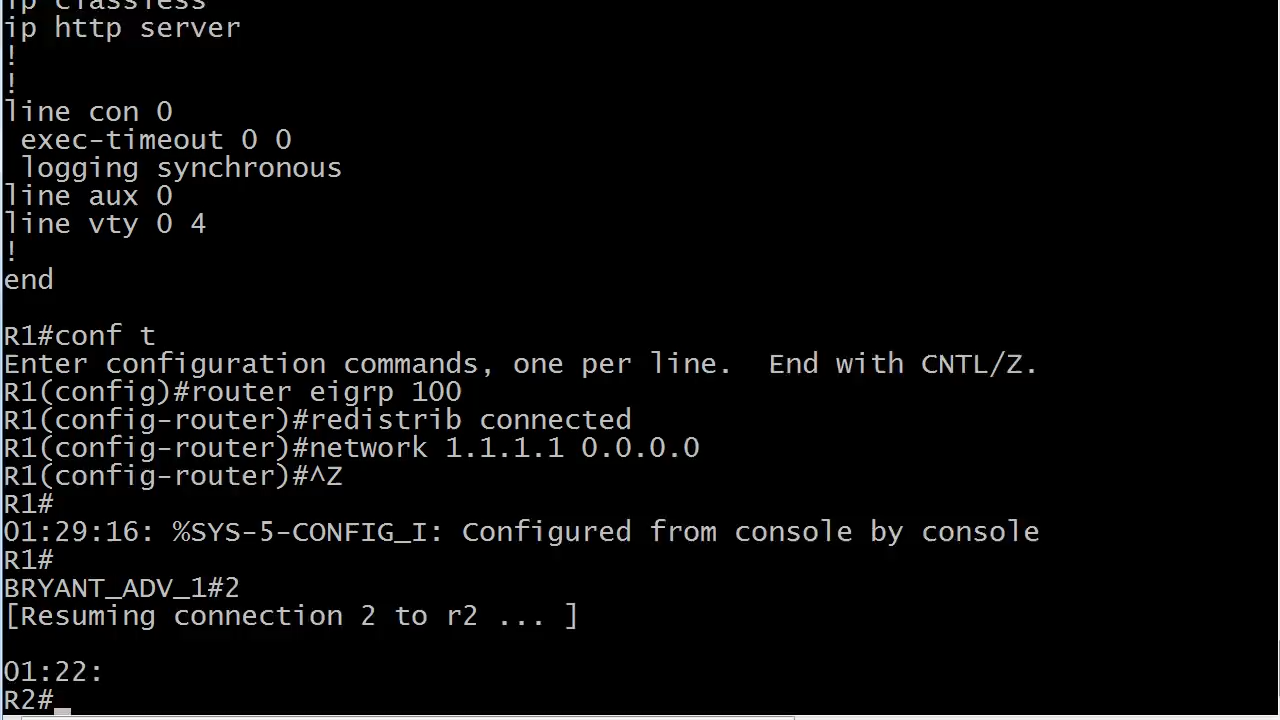 ip classless
ip http server
!
!
line con 0
 exec-timeout 0 0
 logging synchronous
line aux 0
line vty 0 4
!
end

R1#conf t
Enter configuration commands, one per line.  End with CNTL/Z.
R1(config)#router eigrp 100
R1(config-router)#redistrib connected
R1(config-router)#network 1.1.1.1 0.0.0.0
R1(config-router)#^Z
R1#
01:29:16: %SYS-5-CONFIG_I: Configured from console by console
R1#
BRYANT_ADV_1#2
[Resuming connection 2 to r2 ... ]

01:22:
R2#